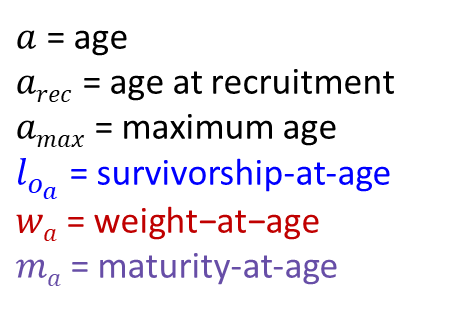 a = age
a_rec = age at recruitment
a_max = maximum age
l_o_a = survivorship-at-age
w_a = weight−at−age
m_a = maturity-at-age